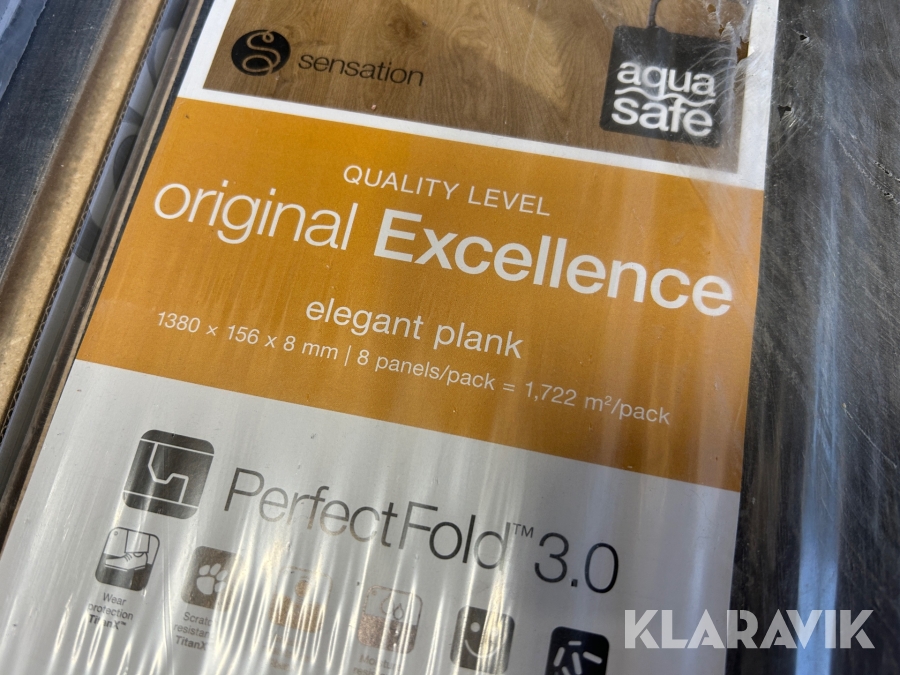 sensation
aqua
safe
QUALITY LEVEL
original Excellence
elegant plank
1380 x 156 x 8 mm | 8 panels/pack = 1,722 m²/pack
PerfectFold™ 3.0
Wear
protection
TitanX™
TitanX
KLARAVIK